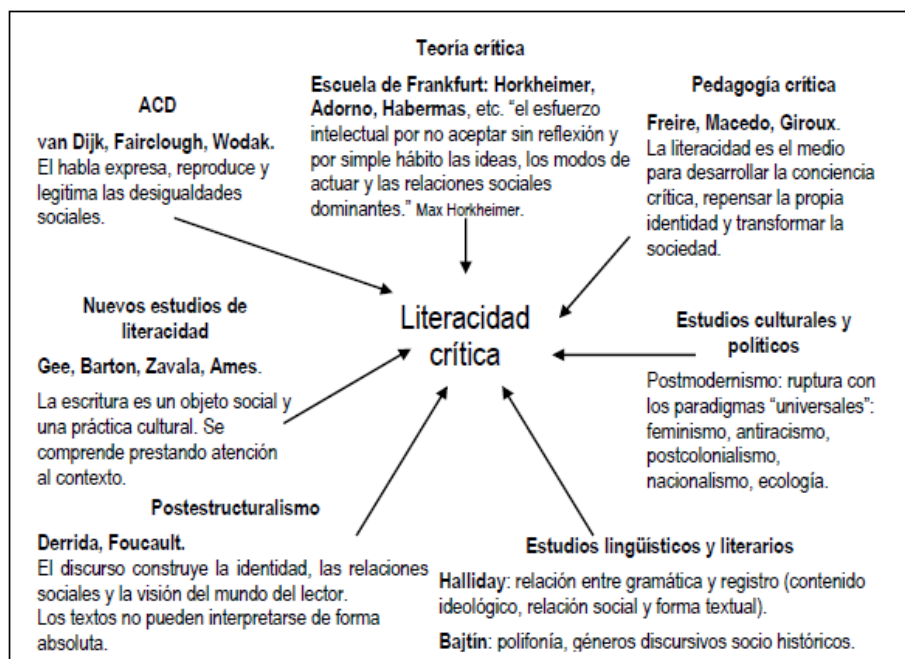 Teoría crítica
Escuela de Frankfurt: Horkheimer,
Adorno, Habermas, etc. “el esfuerzo
intelectual por no aceptar sin reflexión y
por simple hábito las ideas, los modos de
actuar y las relaciones sociales
dominantes.” Max Horkheimer.
ACD
van Dijk, Fairclough, Wodak.
El habla expresa, reproduce y
legitima las desigualdades
sociales.
Pedagogía crítica
Freire, Macedo, Giroux.
La literacidad es el medio
para desarrollar la conciencia
crítica, repensar la propia
identidad y transformar la
sociedad.
Nuevos estudios de
literacidad
Gee, Barton, Zavala, Ames.
La escritura es un objeto social y
una práctica cultural. Se
comprende prestando atención
al contexto.
Literacidad
crítica
Estudios culturales y
políticos
Postmodernismo: ruptura con
los paradigmas “universales”:
feminismo, antiracismo,
postcolonialismo,
nacionalismo, ecología.
Postestructuralismo
Derrida, Foucault.
El discurso construye la identidad, las relaciones
sociales y la visión del mundo del lector.
Los textos no pueden interpretarse de forma
absoluta.
Estudios lingüísticos y literarios
Halliday: relación entre gramática y registro (contenido
ideológico, relación social y forma textual).
Bajtín: polifonía, géneros discursivos socio históricos.